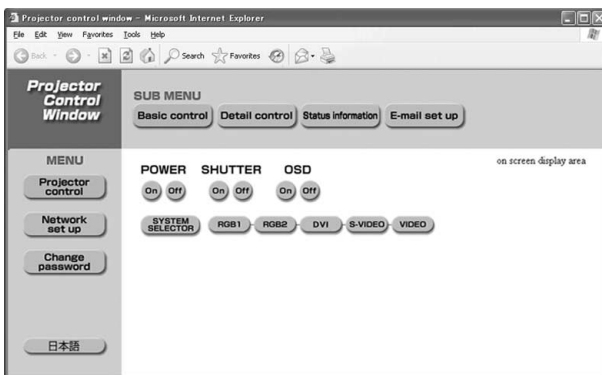 Projector control window - Microsoft Internet Explorer
File Edit View Favorites Tools Help
Back Search Favorites
Projector
Control
Window
SUB MENU
Basic control Detail control Status information E-mail set up
MENU
Projector
control
Network
set up
Change
password
日本語
POWER SHUTTER OSD
On Off On Off On Off
SYSTEM
SELECTOR
RGB1 RGB2 DVI S-VIDEO VIDEO
on screen display area